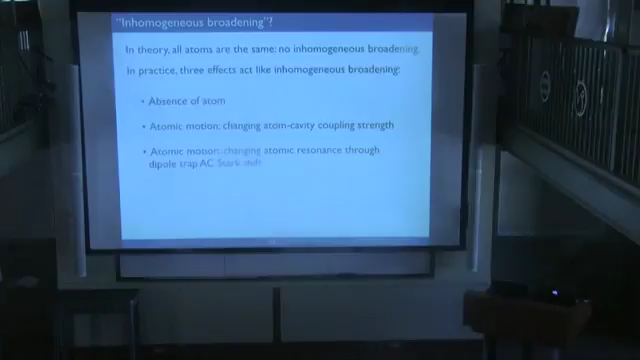 "Inhomogeneous broadening"?
In theory, all atoms are the same: no inhomogeneous broadening.
In practice, three effects act like inhomogeneous broadening:
• Absence of atom
• Atomic motion: changing atom-cavity coupling strength
• Atomic motion: changing atomic resonance through
dipole trap AC Stark shift